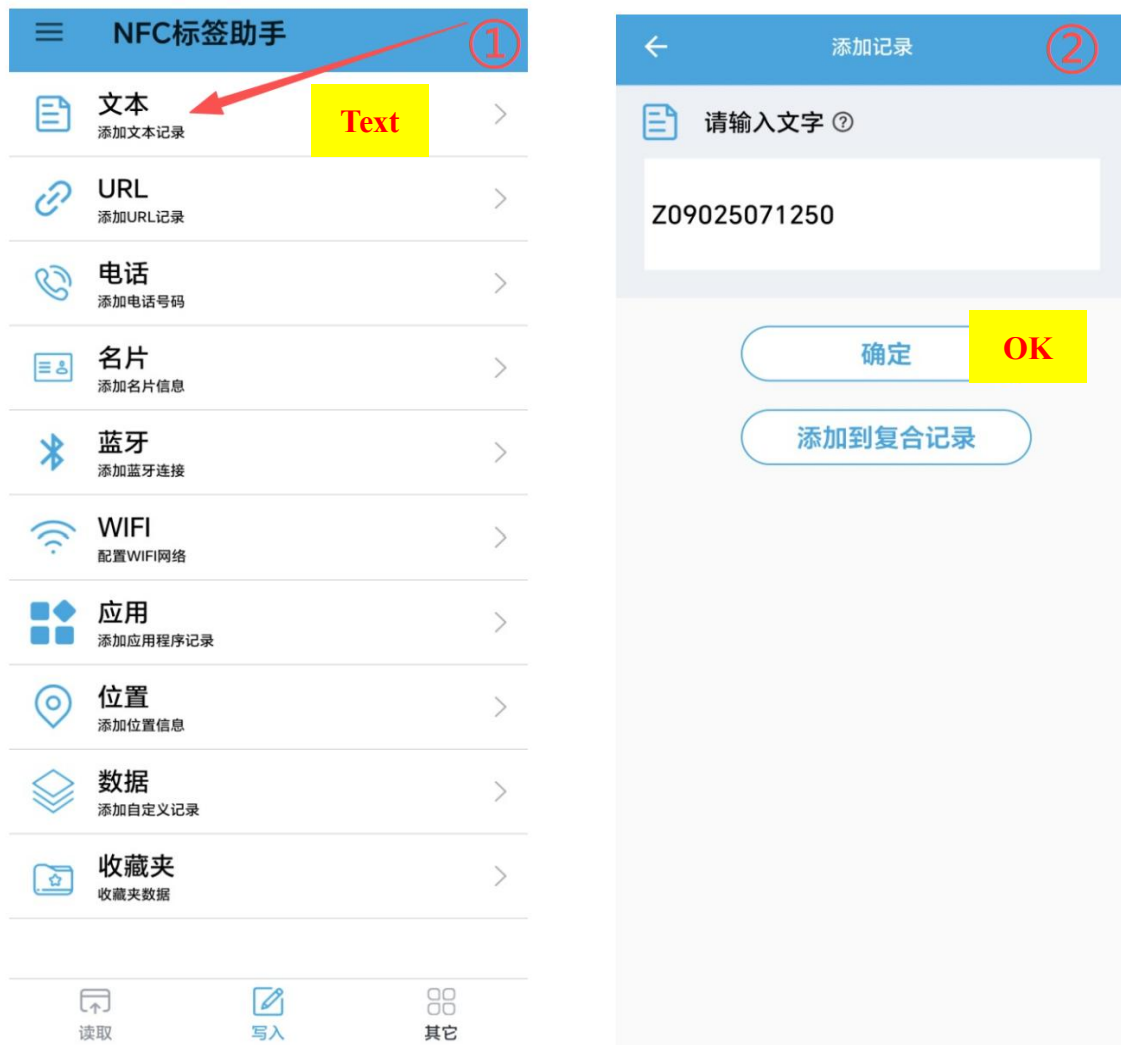 NFC标签助手
①
文本
添加文本记录
Text
URL
添加URL记录
电话
添加电话号码
名片
添加名片信息
蓝牙
添加蓝牙连接
WIFI
配置WIFI网络
应用
添加应用程序记录
位置
添加位置信息
数据
添加自定义记录
收藏夹
收藏夹数据
读取
写入
其它
添加记录
②
请输入文字 ?
Z09025071250
确定
OK
添加到复合记录